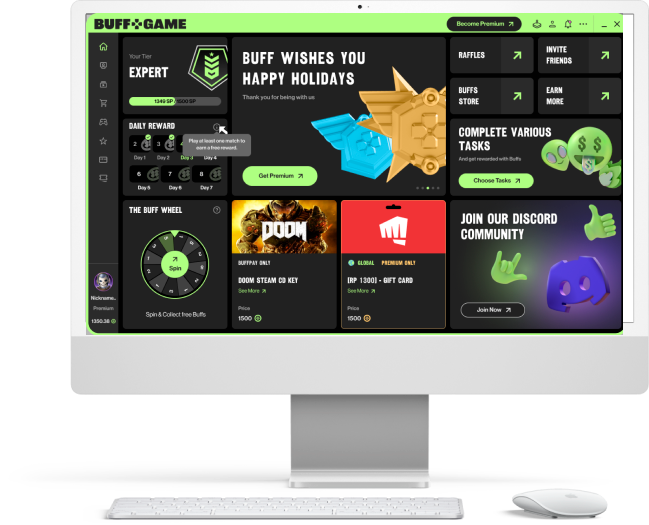 BUFF GAME
Become Premium
Your Tier
EXPERT
1349 SP / 1500 SP
BUFF WISHES YOU
HAPPY HOLIDAYS
Thank you for being with us
Get Premium
RAFFLES
INVITE
FRIENDS
BUFFS
STORE
EARN
MORE
DAILY REWARD
Play at least one match to
earn a free reward.
2
3
Day 1
Day 2
Day 3
Day 4
6
7
8
Day 5
Day 6
Day 7
COMPLETE VARIOUS
TASKS
And get rewarded with Buffs
Choose Tasks
THE BUFF WHEEL
Spin
Spin & Collect free Buffs
DOOM
BUFFPAY ONLY
DOOM STEAM CD KEY
See More
Price
1500
GLOBAL
PREMIUM ONLY
[RP 1300] - GIFT CARD
See More
Price
1500
JOIN OUR DISCORD
COMMUNITY
Join Now
Nickname..
Premium
1350.38